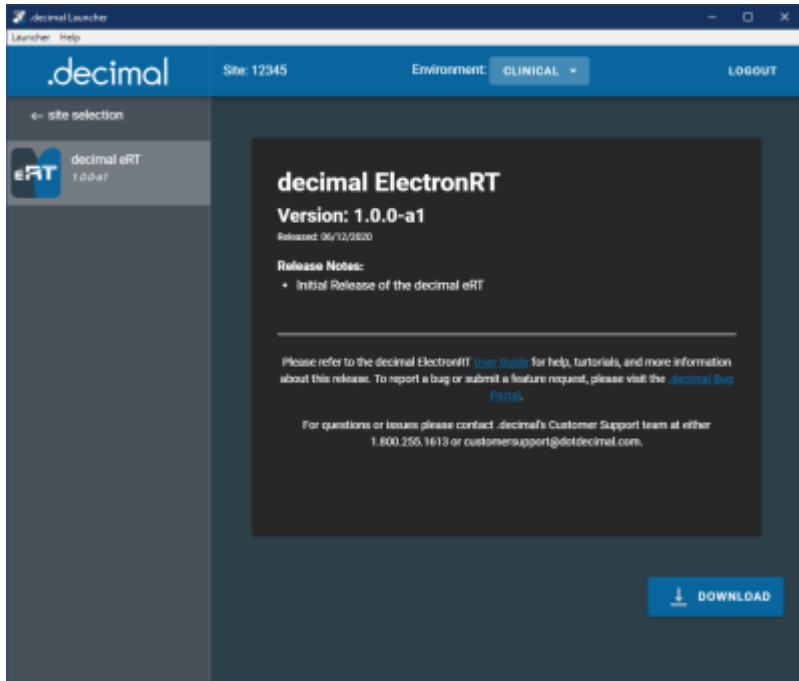 .decimal Launcher
Launcher Help
.decimal
Site: 12345
Environment: CLINICAL
LOGOUT
← site selection
eRT
decimal eRT
1.0.0-a1
decimal ElectronRT
Version: 1.0.0-a1
Released: 06/12/2020
Release Notes:
• Initial Release of the decimal eRT
Please refer to the decimal ElectronRT User Guide for help, turtorials, and more information
about this release. To report a bug or submit a feature request, please visit the .decimal Bug
Portal.
For questions or issues please contact .decimal's Customer Support team at either
1.800.255.1613 or customersupport@dotdecimal.com.
DOWNLOAD